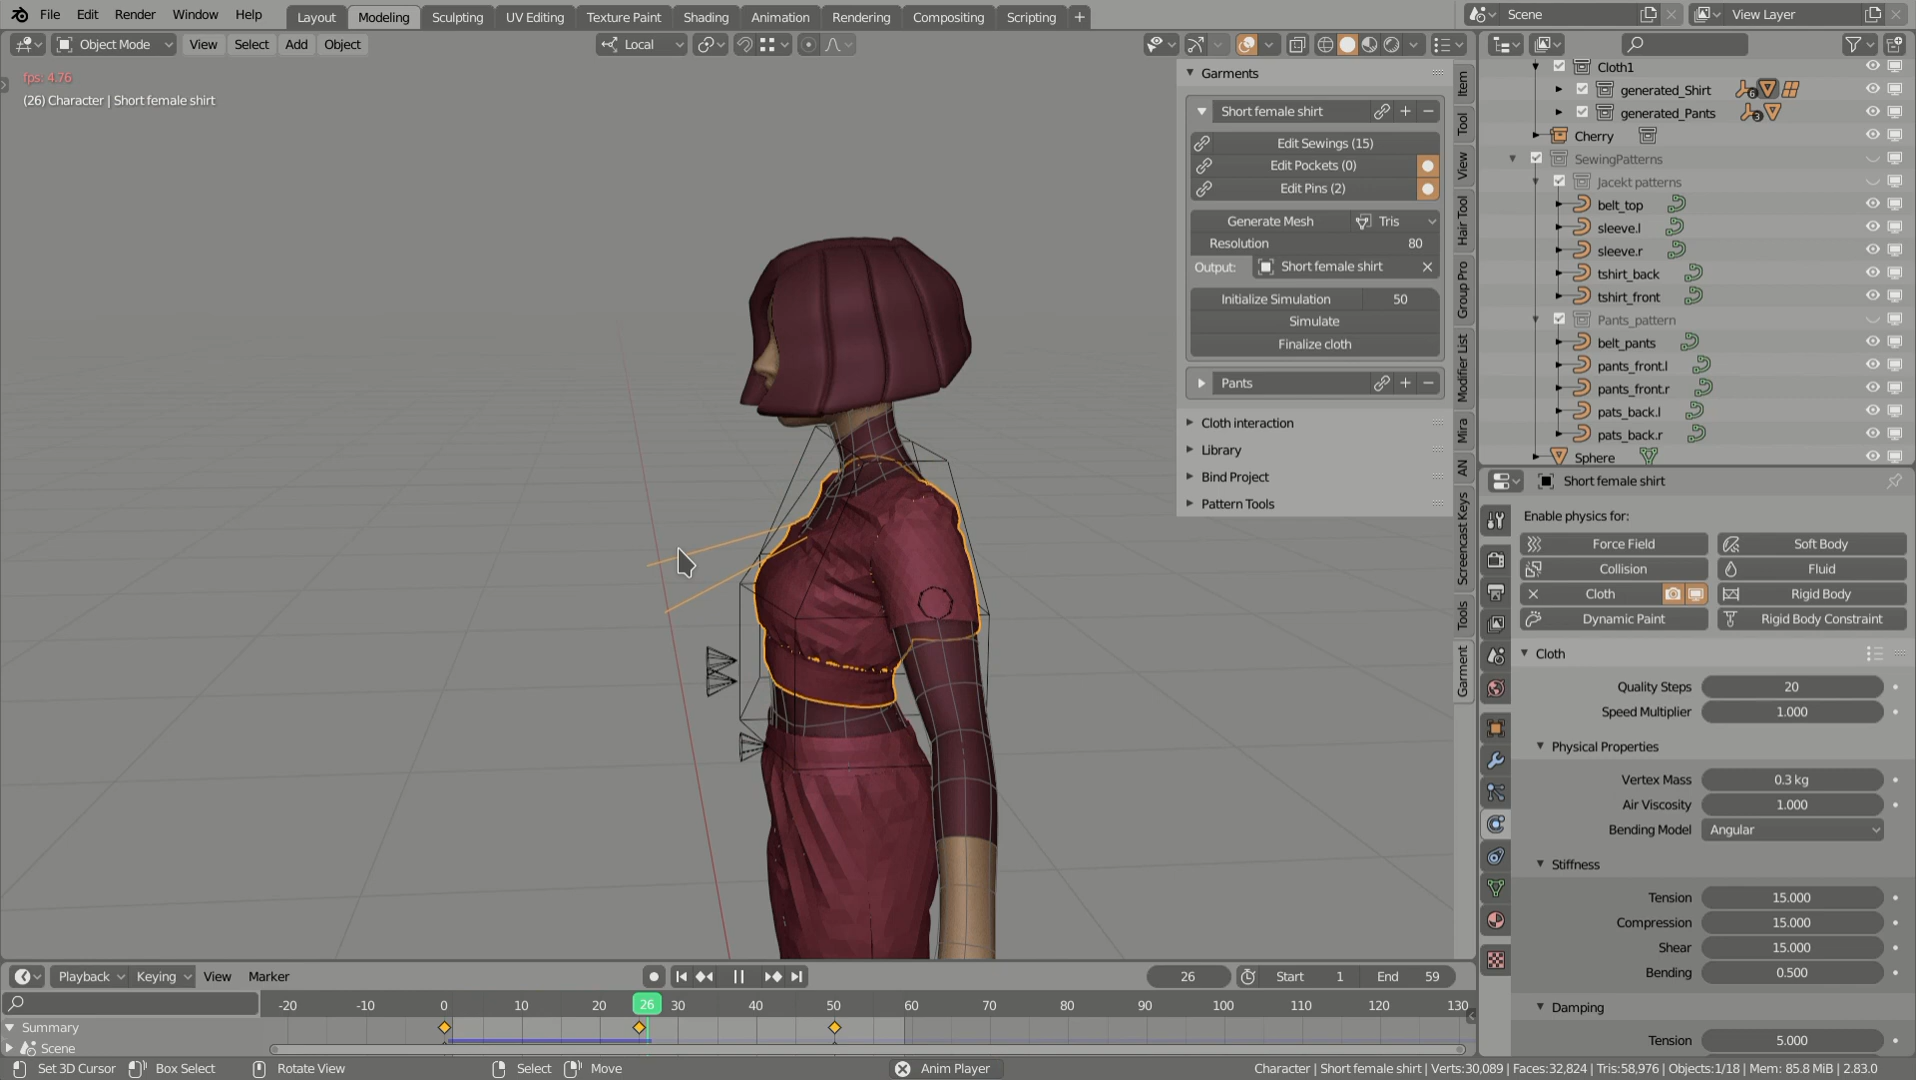 File Edit Render Window Help Layout Modeling Sculpting UV Editing Texture Paint Shading Animation Rendering Compositing Scripting + Scene View Layer
Object Mode View Select Add Object Local
fps: 4.76
(26) Character | Short female shirt
Garments
Short female shirt
Edit Sewings (15)
Edit Pockets (0)
Edit Pins (2)
Generate Mesh Tris
Resolution 80
Output: Short female shirt
Initialize Simulation 50
Simulate
Finalize cloth
Pants
Cloth interaction
Library
Bind Project
Pattern Tools
Item
Tool
View
Hair Tool
Group Pro
Modifier List
Mira
AN
Screencast Keys
Tools
Garment
Cloth1
generated_Shirt 6
generated_Pants 3
Cherry
SewingPatterns
Jacekt patterns
belt_top
sleeve.l
sleeve.r
tshirt_back
tshirt_front
Pants_pattern
belt_pants
pants_front.l
pants_front.r
pats_back.l
pats_back.r
Sphere
Short female shirt
Enable physics for:
Force Field Soft Body
Collision Fluid
Cloth Rigid Body
Dynamic Paint Rigid Body Constraint
Cloth
Quality Steps 20
Speed Multiplier 1.000
Physical Properties
Vertex Mass 0.3 kg
Air Viscosity 1.000
Bending Model Angular
Stiffness
Tension 15.000
Compression 15.000
Shear 15.000
Bending 0.500
Damping
Tension 5.000
Playback Keying View Marker 26 Start 1 End 59
-20 -10 0 10 20 26 30 40 50 60 70 80 90 100 110 120 130
Summary
Scene
Set 3D Cursor Box Select Rotate View Select Move Anim Player Character | Short female shirt | Verts:30,089 | Faces:32,824 | Tris:58,976 | Objects:1/18 | Mem: 85.8 MiB | 2.83.0